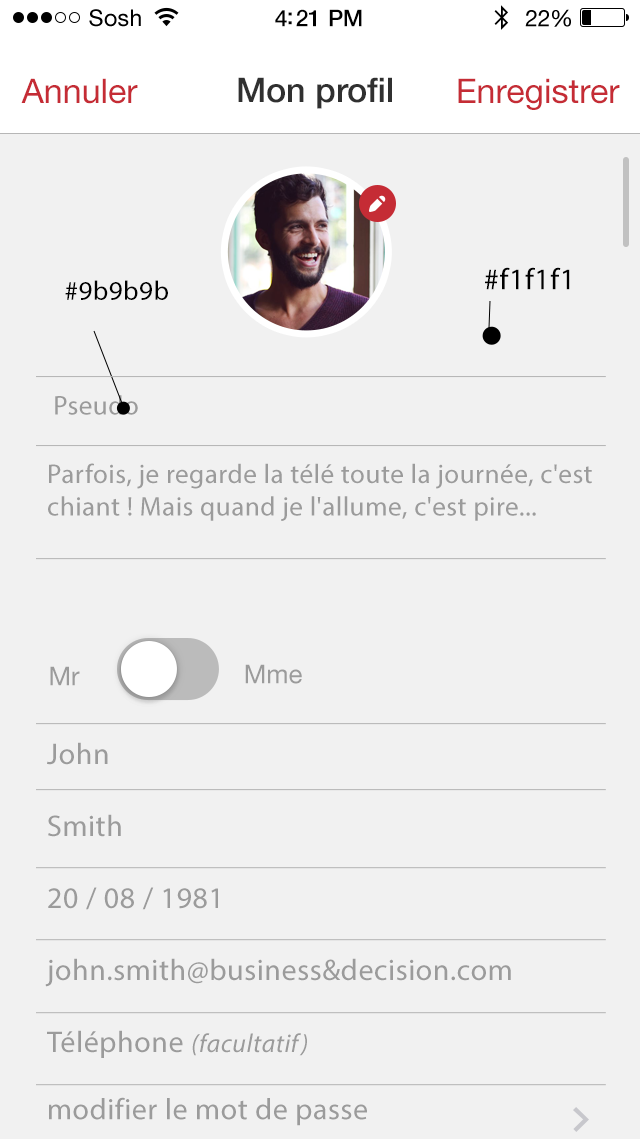 Sosh 4:21 PM 22%
Annuler Mon profil Enregistrer
#9b9b9b
#f1f1f1
Pseudo
Parfois, je regarde la télé toute la journée, c'est
chiant ! Mais quand je l'allume, c'est pire...
Mr Mme
John
Smith
20 / 08 / 1981
john.smith@business&decision.com
Téléphone (facultatif)
modifier le mot de passe